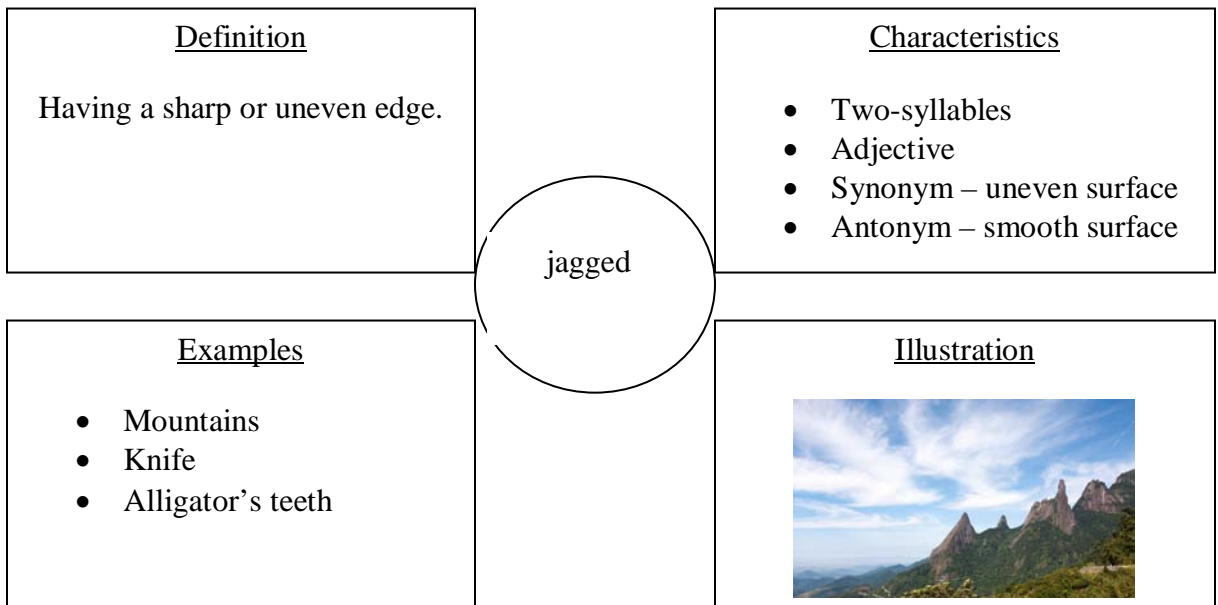 Definition
Having a sharp or uneven edge.
Characteristics
• Two-syllables
• Adjective
• Synonym – uneven surface
• Antonym – smooth surface
jagged
Examples
• Mountains
• Knife
• Alligator’s teeth
Illustration